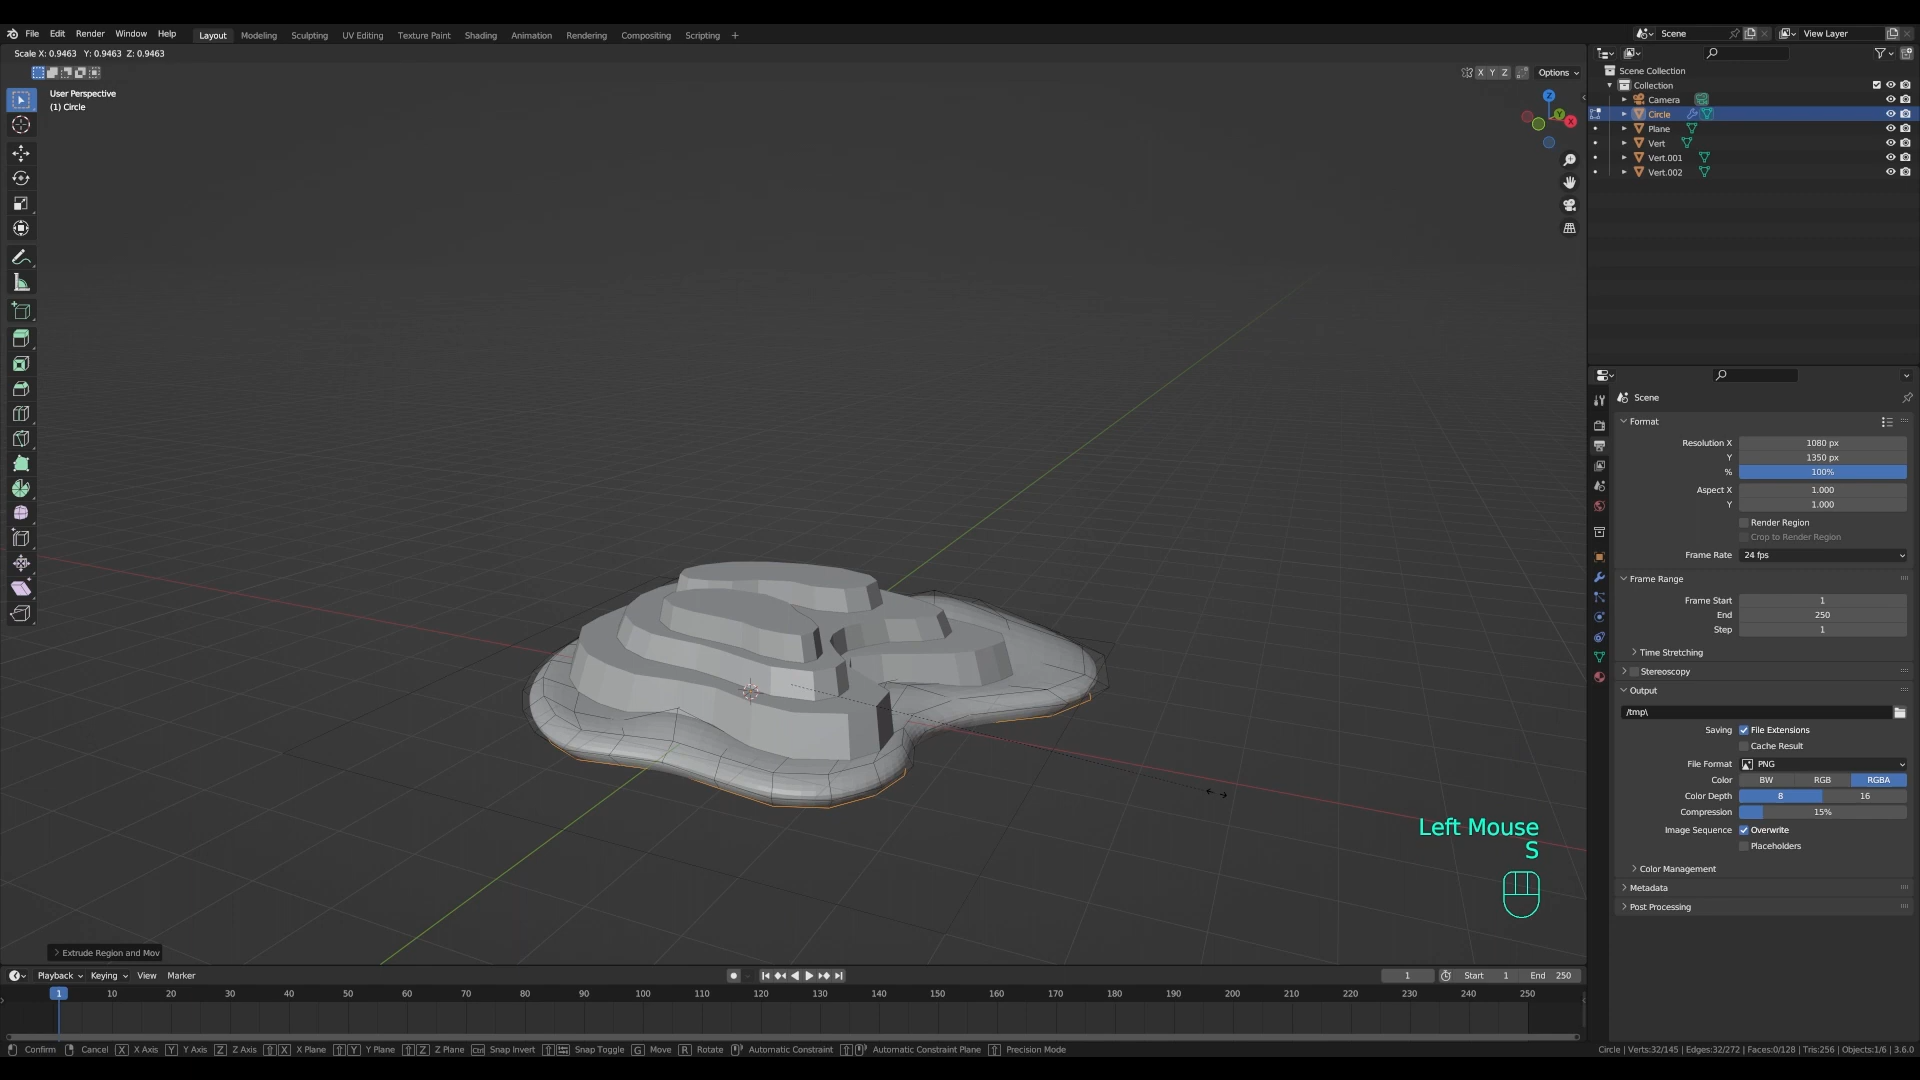 File Edit Render Window Help Layout Modeling Sculpting UV Editing Texture Paint Shading Animation Rendering Compositing Scripting + Scene View Layer
Scale X: 0.9463 Y: 0.9463 Z: 0.9463
X Y Z Options
User Perspective
(1) Circle
Z
Y
X
Scene Collection
Collection
Camera
Circle
Plane
Vert
Vert.001
Vert.002
Scene
Format
Resolution X 1080 px
Y 1350 px
% 100%
Aspect X 1.000
Y 1.000
Render Region
Crop to Render Region
Frame Rate 24 fps
Frame Range
Frame Start 1
End 250
Step 1
Time Stretching
Stereoscopy
Output
/tmp\
Saving File Extensions
Cache Result
File Format PNG
Color BW RGB RGBA
Color Depth 8 16
Compression 15%
Image Sequence Overwrite
Placeholders
Color Management
Metadata
Post Processing
Left Mouse
S
Extrude Region and Mov
Playback Keying View Marker 1 Start 1 End 250
1 10 20 30 40 50 60 70 80 90 100 110 120 130 140 150 160 170 180 190 200 210 220 230 240 250
Confirm Cancel X X Axis Y Y Axis Z Z Axis X X Plane Y Y Plane Z Z Plane Ctrl Snap Invert Snap Toggle G Move R Rotate Automatic Constraint Automatic Constraint Plane Precision Mode Circle | Verts:32/145 | Edges:32/272 | Faces:0/128 | Tris:256 | Objects:1/6 | 3.6.0